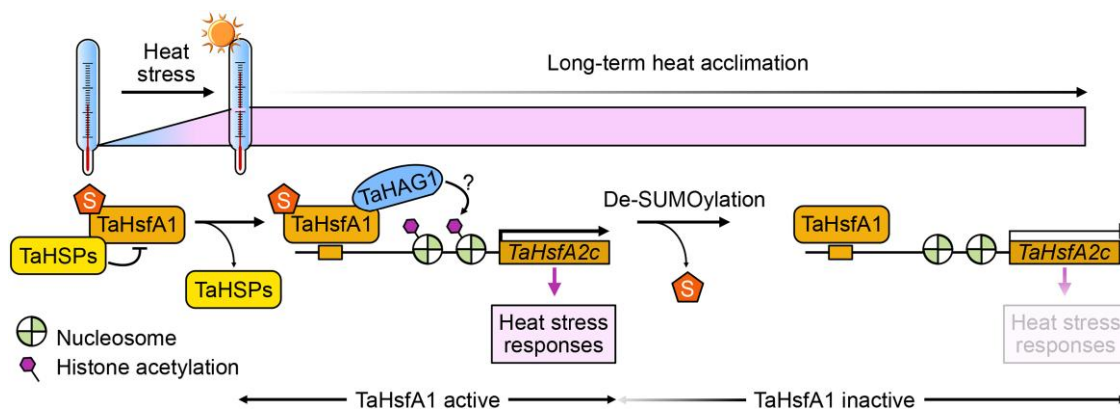 Heat
stress
Long-term heat acclimation
S
TaHsfA1
TaHSPs
TaHSPs
S
TaHsfA1
TaHAG1
?
TaHsfA2c
Heat stress
responses
De-SUMOylation
S
TaHsfA1
TaHsfA2c
Heat stress
responses
Nucleosome
Histone acetylation
TaHsfA1 active
TaHsfA1 inactive